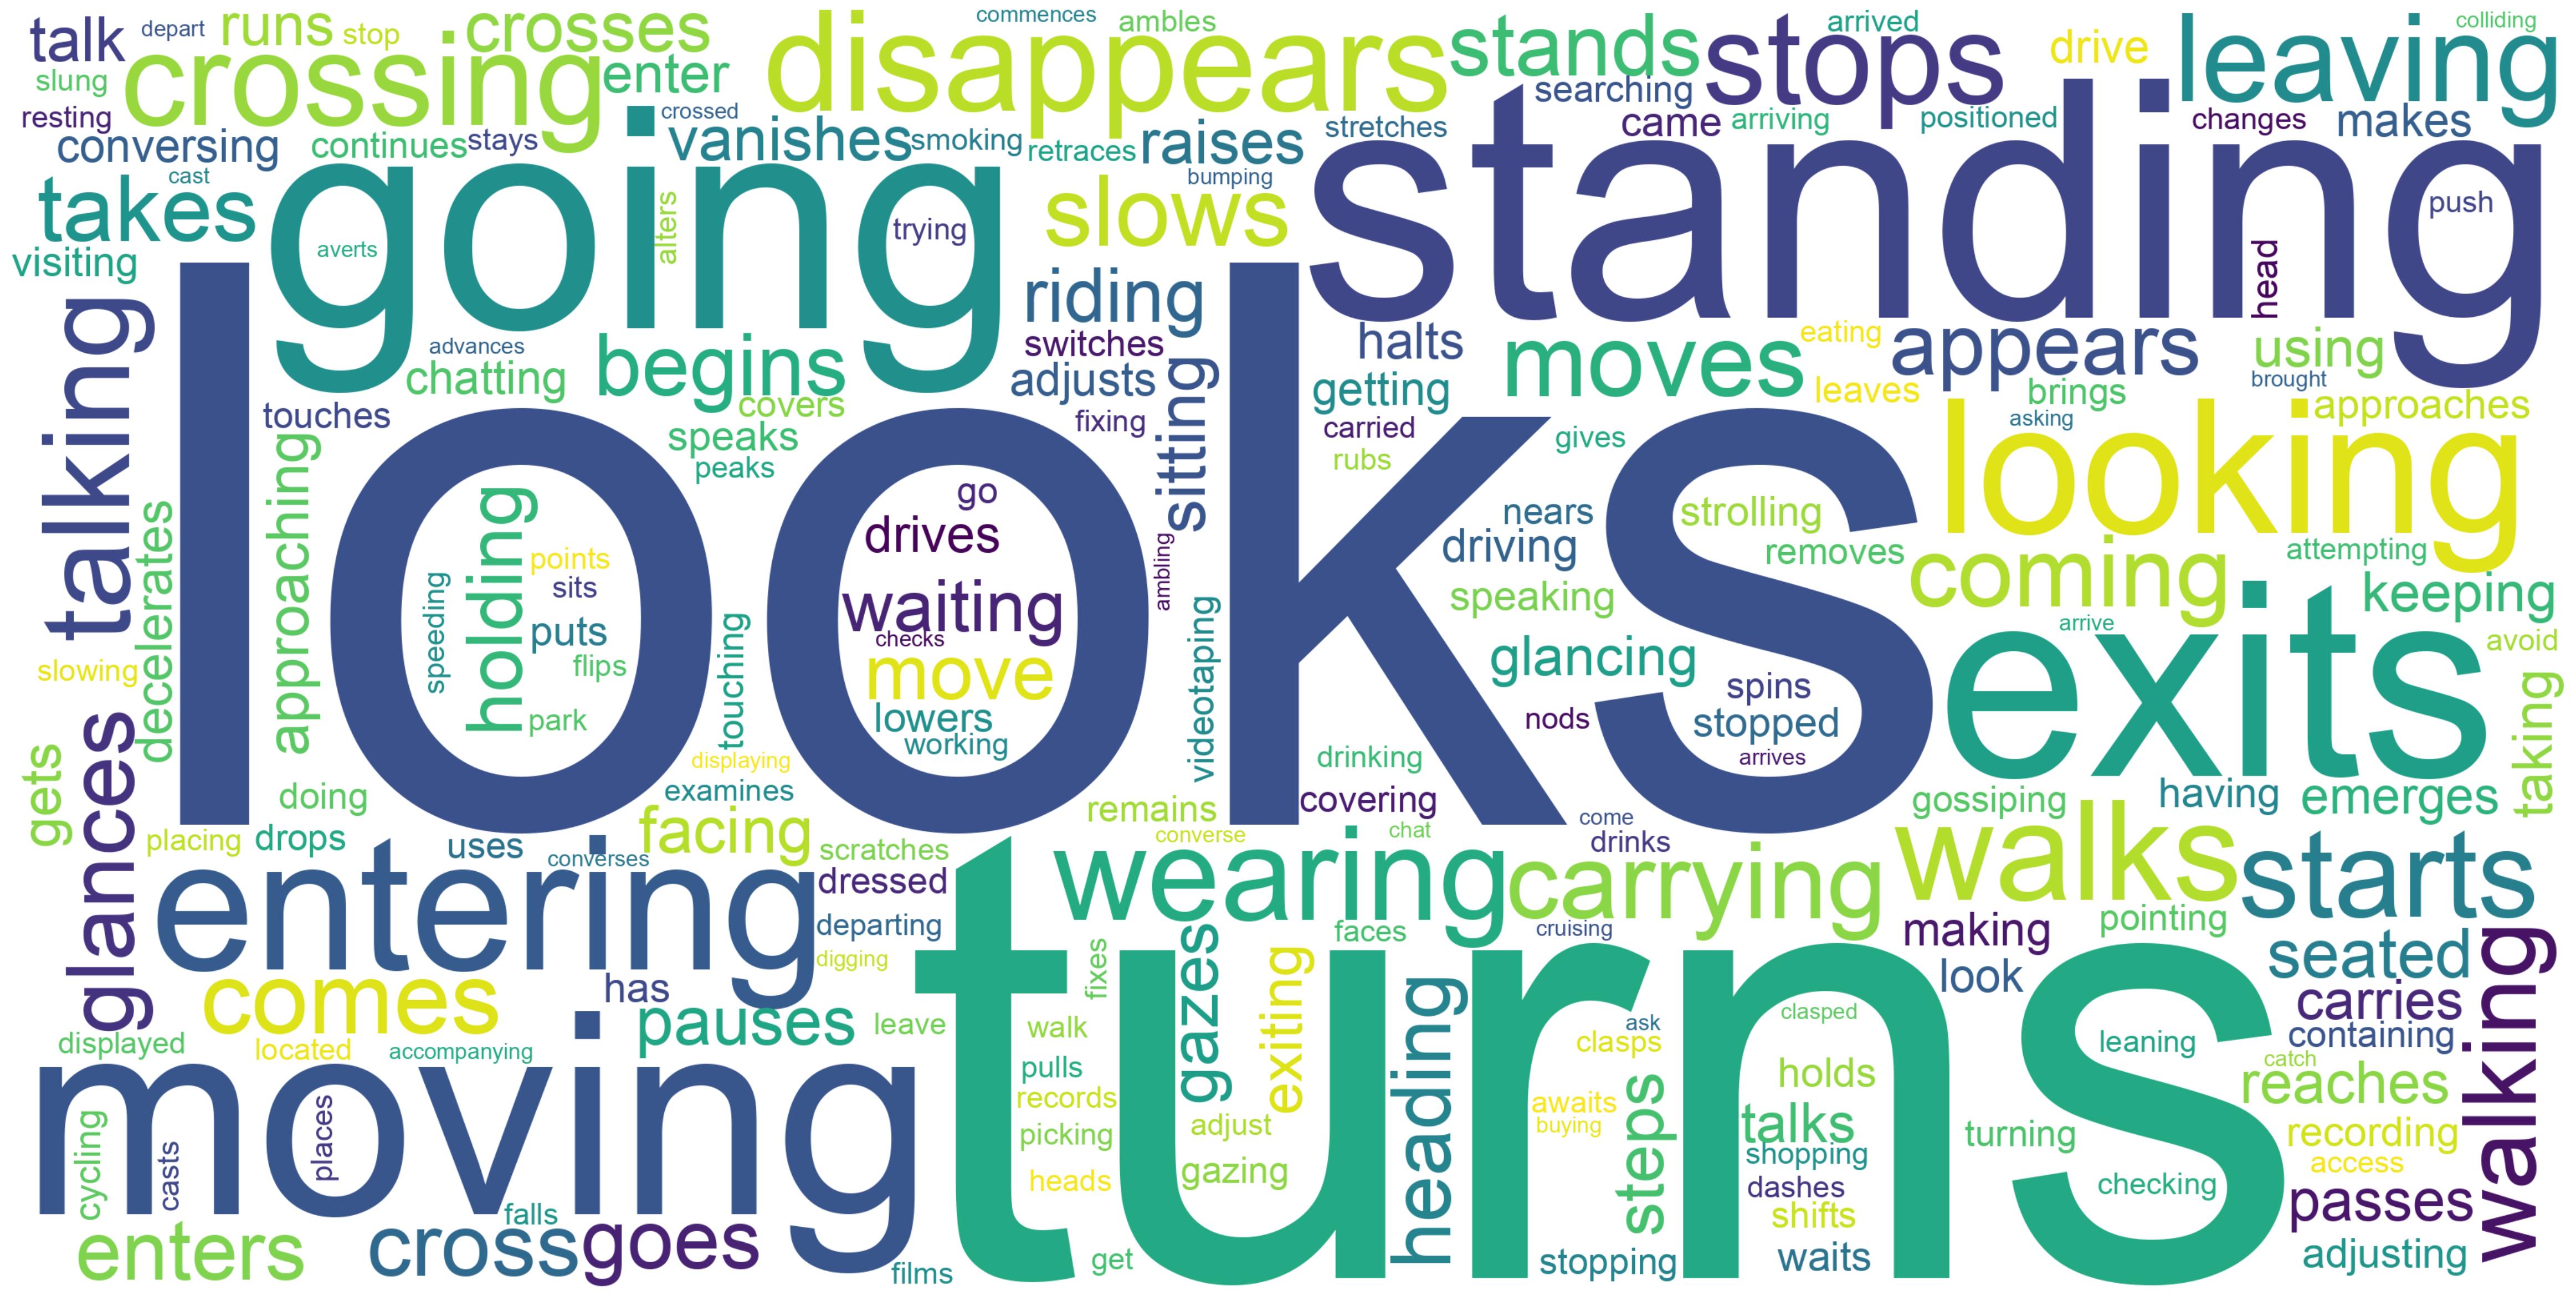 talk
depart
runs
stop
crosses
commences
ambles
disappears
stands
stops
arrived
drive
leaving
colliding
slung
crossing
enter
searching
resting
crossed
came
arriving
positioned
changes
makes
conversing
continues
stays
vanishes
smoking
retraces
raises
stretches
standing
takes
cast
going
bumping
slows
push
visiting
averts
alters
trying
head
talking
riding
advances
chatting
begins
switches
adjusts
sitting
halts
getting
moves
eating
leaves
appears
using
brought
brings
approaches
touches
covers
speaks
peaks
fixing
carried
rubs
gives
asking
looking
looks
approaching
decelerates
holding
go
drives
points
sits
speeding
puts
flips
park
waiting
checks
move
lowers
working
touching
ambling
videotaping
nears
driving
strolling
removes
speaking
glancing
spins
nods
stopped
arrives
coming
attempting
keeping
arrive
avoid
exits
taking
slowing
glances
gets
doing
displaying
examines
drinking
covering
remains
converse
chat
come
drinks
gossiping
having
emerges
placing
drops
uses
converses
facing
scratches
dressed
wearing
carrying
walks
starts
entering
departing
digging
faces
cruising
making
pointing
look
seated
walking
comes
has
pauses
leave
fixes
gazes
exiting
heading
carries
containing
displayed
located
accompanying
walk
ask
clasps
clasped
leaning
catch
reaches
moving
turns
pulls
records
picking
heads
adjust
gazing
awaits
buying
steps
holds
talks
shopping
dashes
shifts
turning
checking
recording
access
passes
cycling
casts
places
enters
falls
cross
goes
films
get
stopping
waits
adjusting